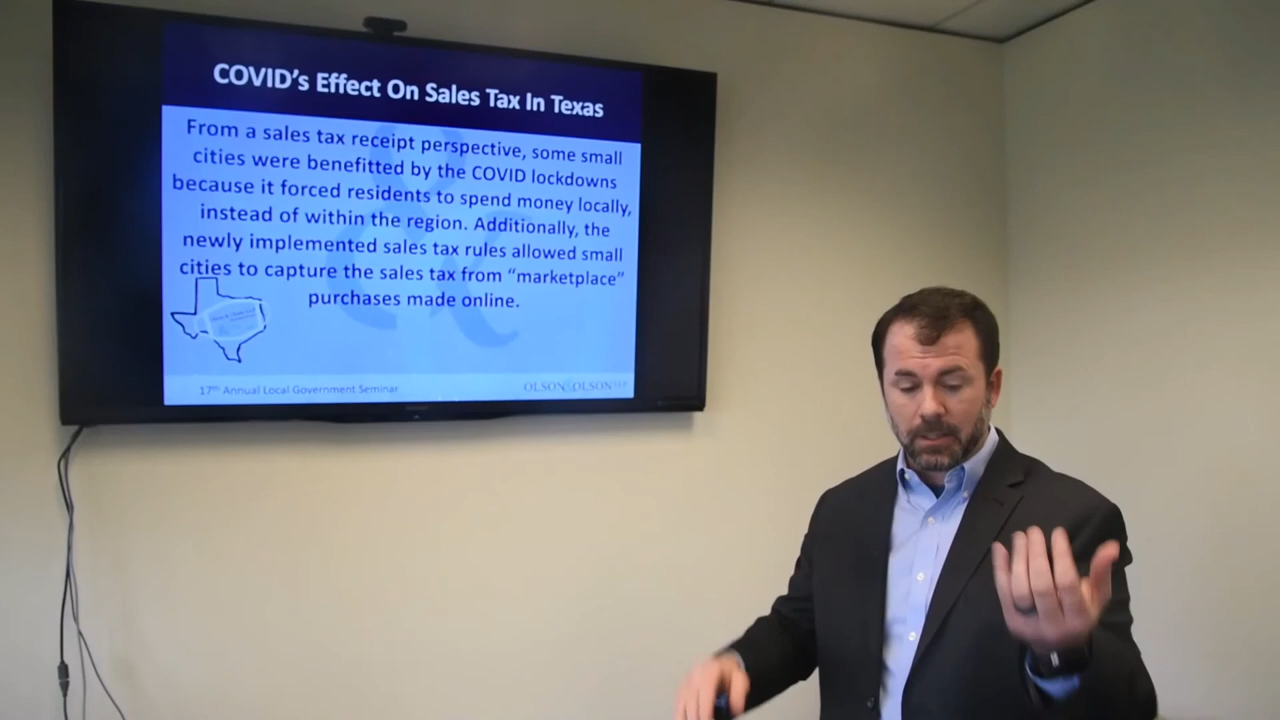 COVID's Effect On Sales Tax In Texas
From a sales tax receipt perspective, some small
cities were benefitted by the COVID lockdowns
because it forced residents to spend money locally,
instead of within the region. Additionally, the
newly implemented sales tax rules allowed small
cities to capture the sales tax from “marketplace”
purchases made online.
17th Annual Local Government Seminar
OLSON & OLSON LLP